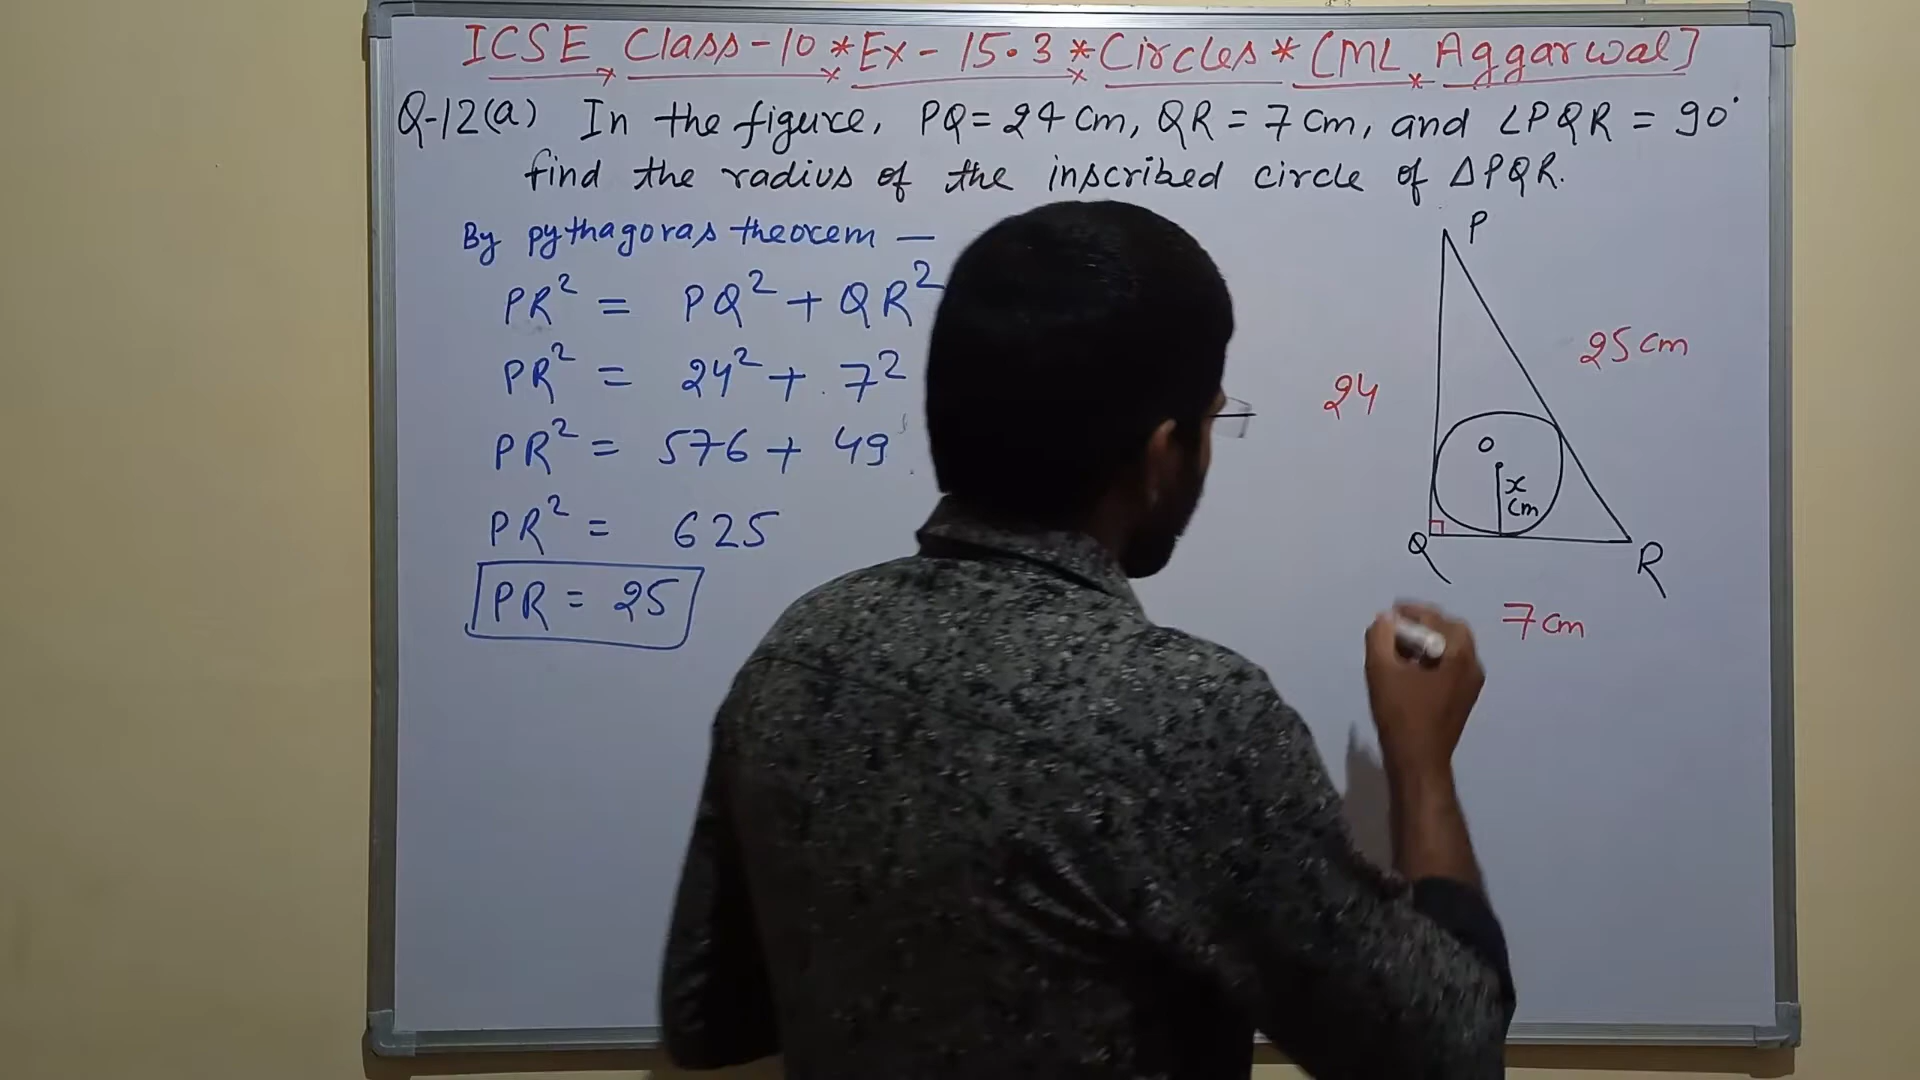 ICSE Class-10 *Ex-15.3 *Circles* [ML Aggarwal]
Q-12(a) In the figure, PQ = 24 cm, QR = 7 cm, and ∠PQR = 90°
find the radius of the inscribed circle of ΔPQR.
By pythagoras theorem —
PR² = PQ² + QR²
PR² = 24² + 7²
PR² = 576 + 49
PR² = 625
PR = 25
P
25 cm
24
O
x
cm
Q
R
7 cm